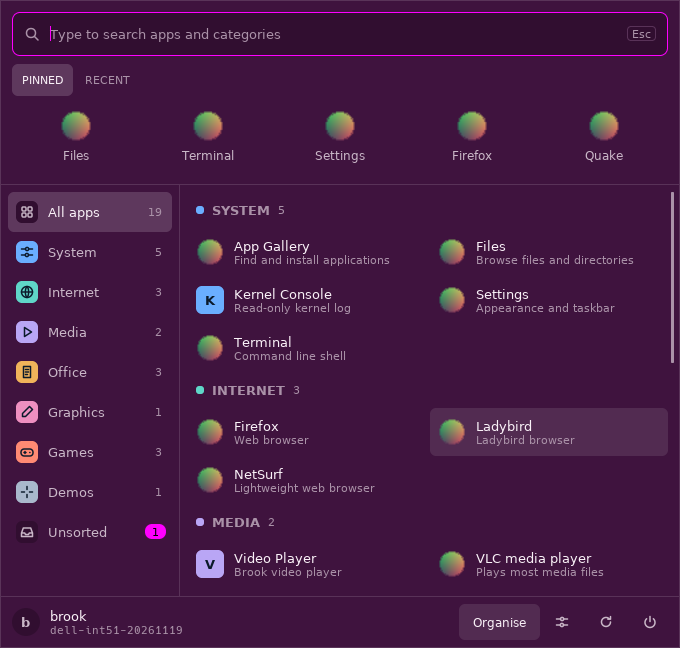 Type to search apps and categories
Esc
PINNED RECENT
Files Terminal Settings Firefox Quake
All apps 19
System 5
Internet 3
Media 2
Office 3
Graphics 1
Games 3
Demos 1
Unsorted 1
SYSTEM 5
App Gallery
Find and install applications
Files
Browse files and directories
K
Kernel Console
Read-only kernel log
Settings
Appearance and taskbar
Terminal
Command line shell
INTERNET 3
Firefox
Web browser
Ladybird
Ladybird browser
NetSurf
Lightweight web browser
MEDIA 2
V
Video Player
Brook video player
VLC media player
Plays most media files
b
brook
dell-int51-20261119
Organise